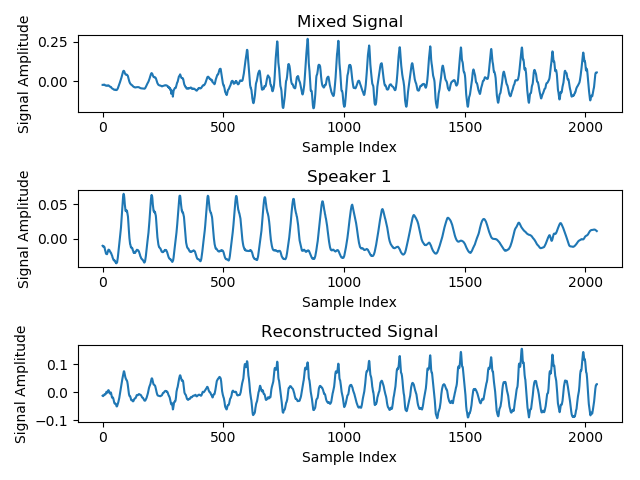 Mixed Signal
Signal Amplitude
0.25
0.00
0 500 1000 1500 2000
Sample Index
Speaker 1
Signal Amplitude
0.05
0.00
0 500 1000 1500 2000
Sample Index
Reconstructed Signal
Signal Amplitude
0.1
0.0
−0.1
0 500 1000 1500 2000
Sample Index